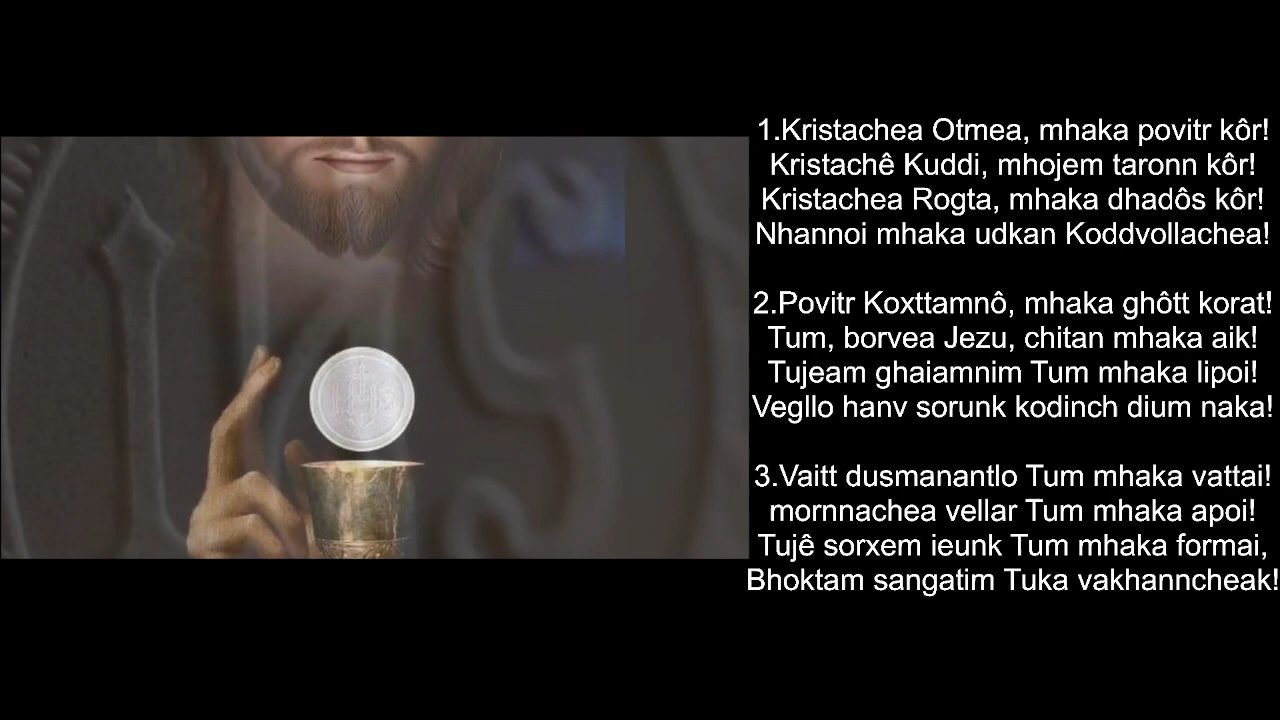 1.Kristachea Otmea, mhaka povitr kôr!
Kristachê Kuddi, mhojem taronn kôr!
Kristachea Rogta, mhaka dhadôs kôr!
Nhannoi mhaka udkan Koddvollachea!
2.Povitr Koxttamnô, mhaka ghôtt korat!
Tum, borvea Jezu, chitan mhaka aik!
Tujeam ghaiamnim Tum mhaka lipoi!
Vegllo hanv sorunk kodinch dium naka!
3.Vaitt dusmanantlo Tum mhaka vattai!
mornnachea vellar Tum mhaka apoi!
Tujê sorxem ieunk Tum mhaka formai,
Bhoktam sangatim Tuka vakhanncheak!
IHS